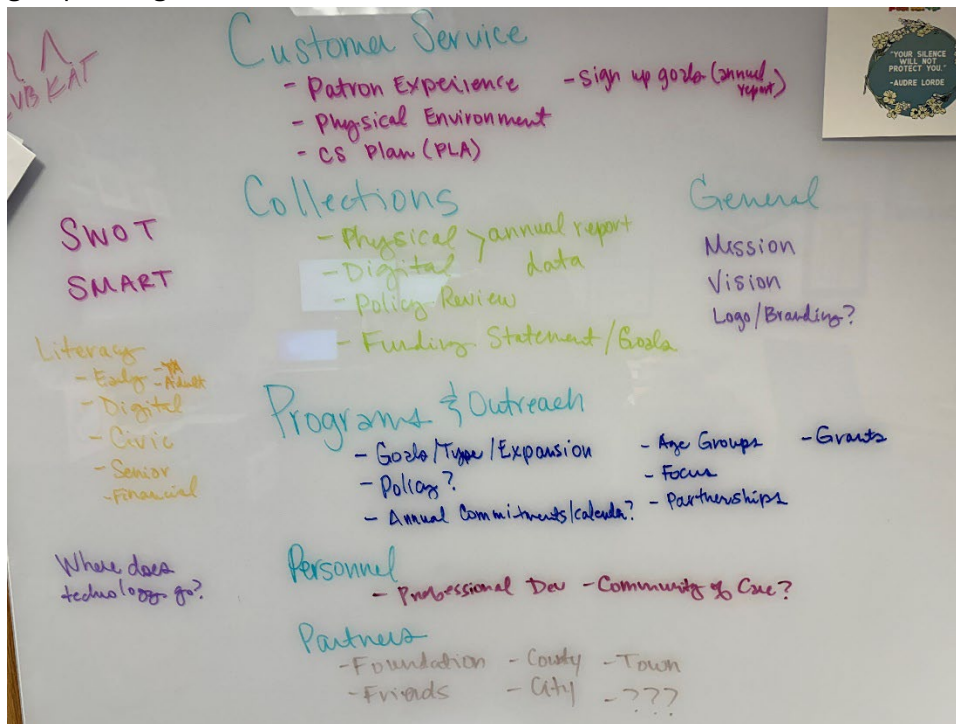 Customer Service
- Patron Experience - Sign up goals (annual report)
- Physical Environment
- CS Plan (PLA)
KAT
"YOUR SILENCE
WILL NOT
PROTECT YOU."
-AUDRE LORDE
Collections
- Physical > annual report
- Digital data
- Policy Review
- Funding Statement/Goals
General
Mission
Vision
Logo/Branding?
SWOT
SMART
Literacy
- Early - YA
- Adult
- Digital
- Civic
- Senior
- Financial
Programs & Outreach
- Goals/Type/Expansion - Age Groups - Grants
- Policy? - Focus
- Annual Commitments/calendar? - Partnerships
Where does
technology go?
Personnel
- Professional Dev - Community of Care?
Partners
- Foundation - County - Town
- Friends - City - ???